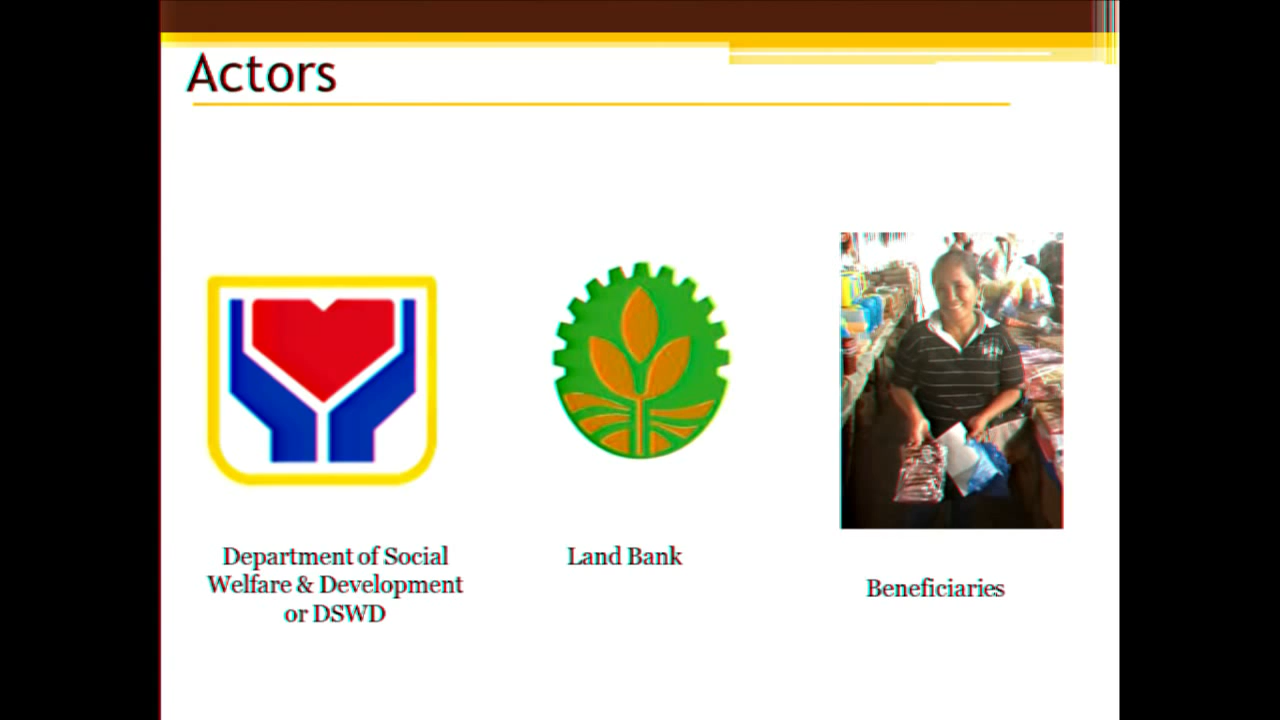 Actors
Department of Social
Welfare & Development
or DSWD
Land Bank
Beneficiaries